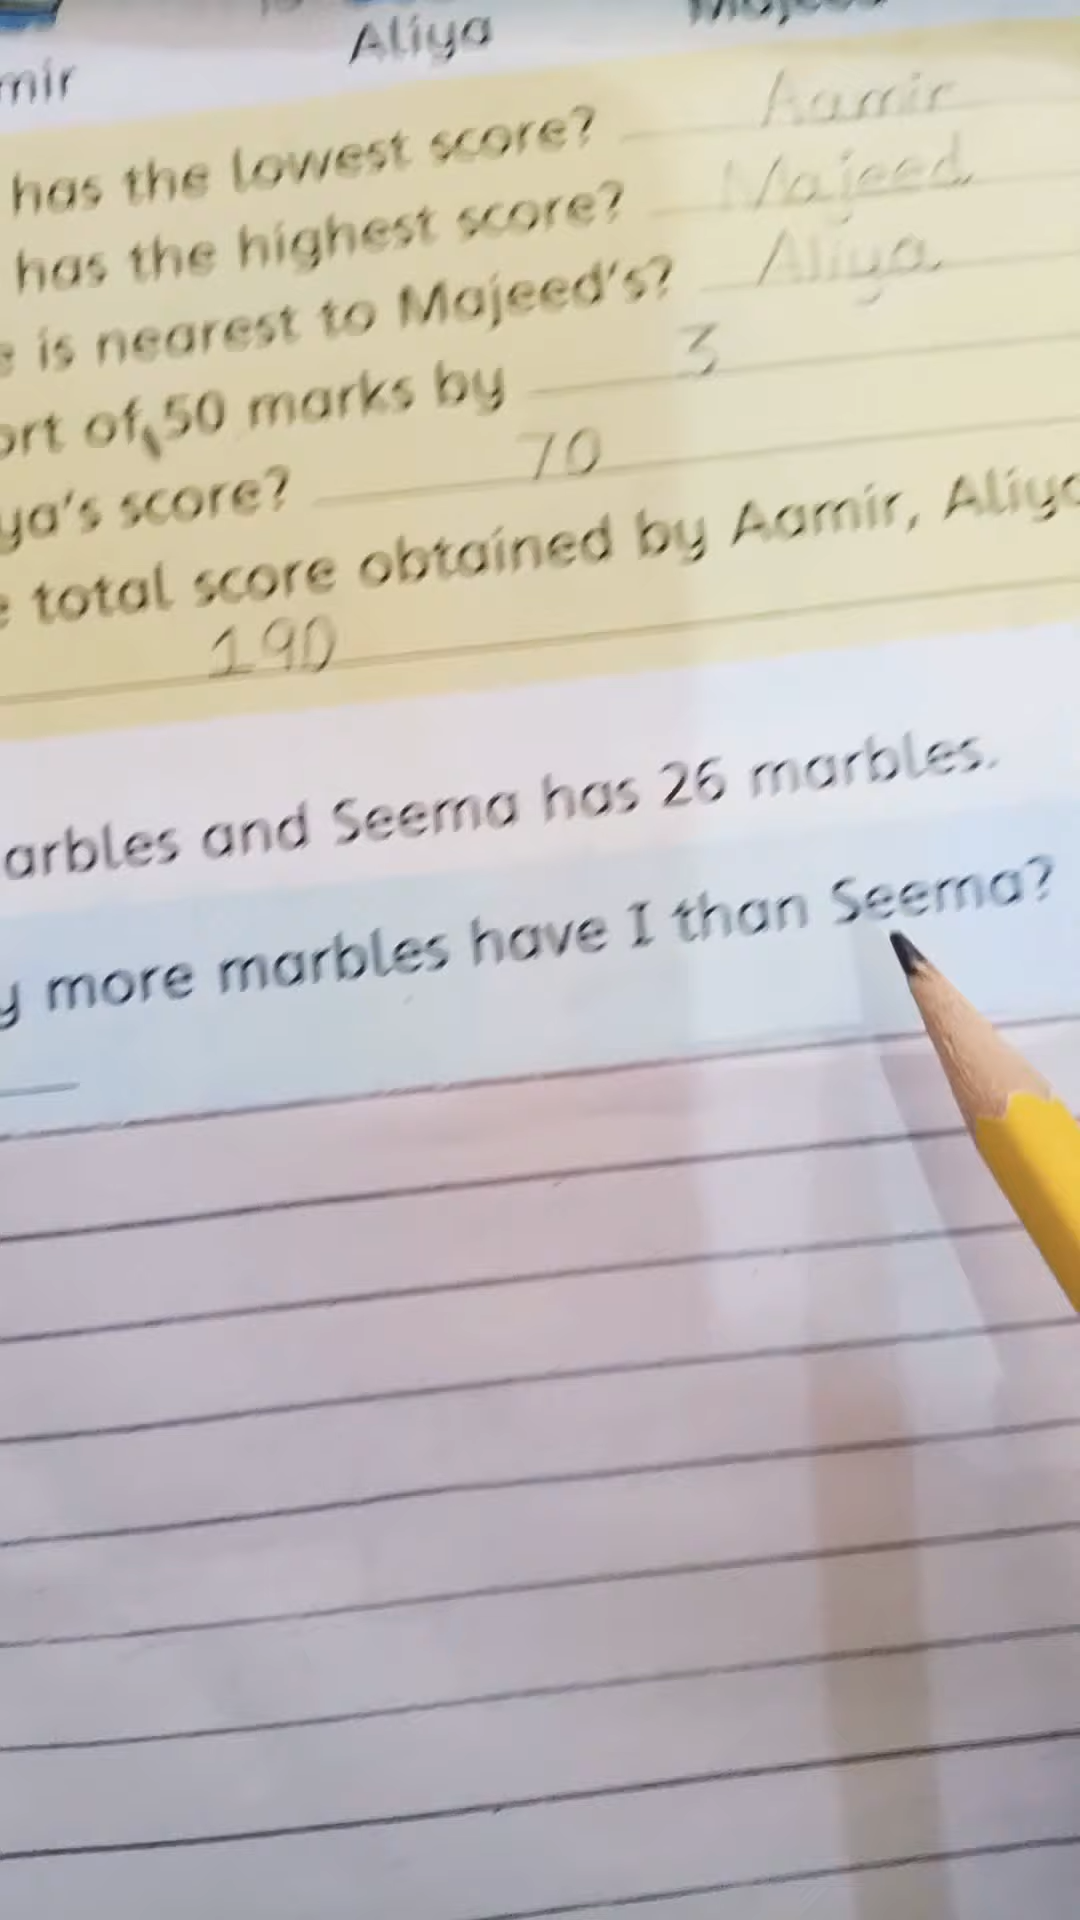 Aliya
mir
has the lowest score? Aamir
has the highest score? Majeed
is nearest to Majeed's? Aliya
ort of 50 marks by 3
ya's score? 70
e total score obtained by Aamir, Aliya
190
arbles and Seema has 26 marbles.
y more marbles have I than Seema?